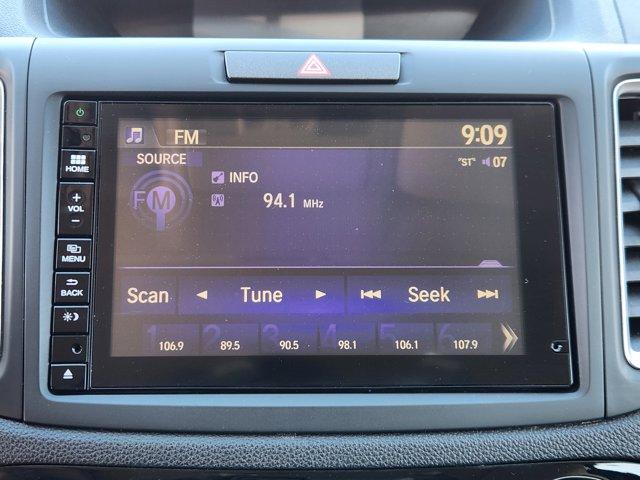 FM 9:09
SOURCE "ST" 07
INFO
FM 94.1 MHz
Scan Tune Seek
1 2 3 4 5 6
106.9 89.5 90.5 98.1 106.1 107.9
HOME
+
VOL
-
MENU
BACK